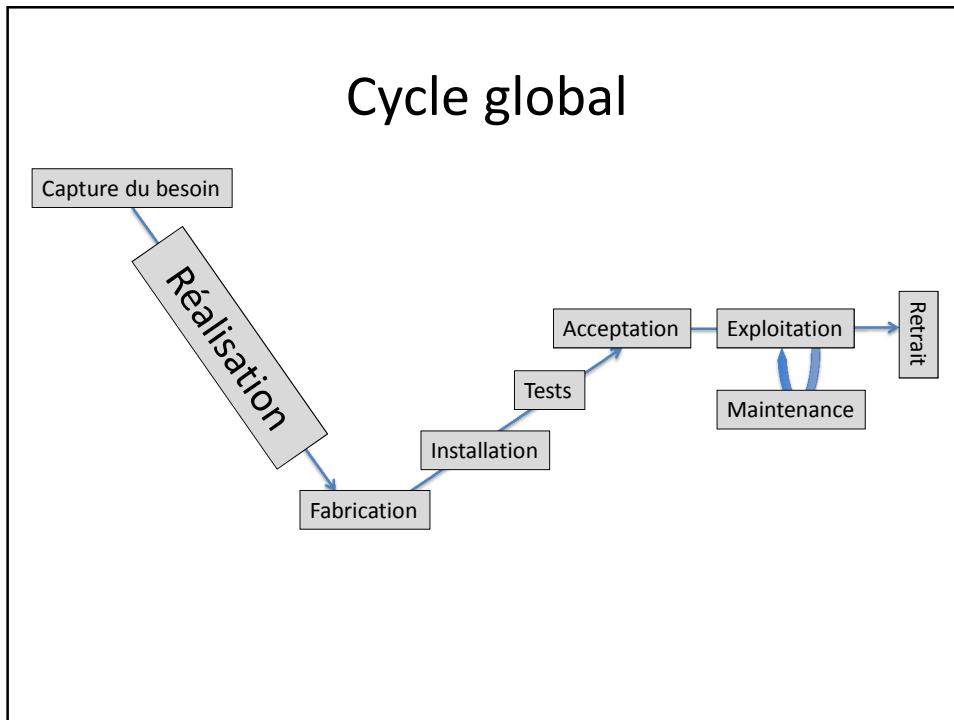 Cycle global
Capture du besoin
Réalisation
Fabrication
Installation
Tests
Acceptation
Exploitation
Maintenance
Retrait